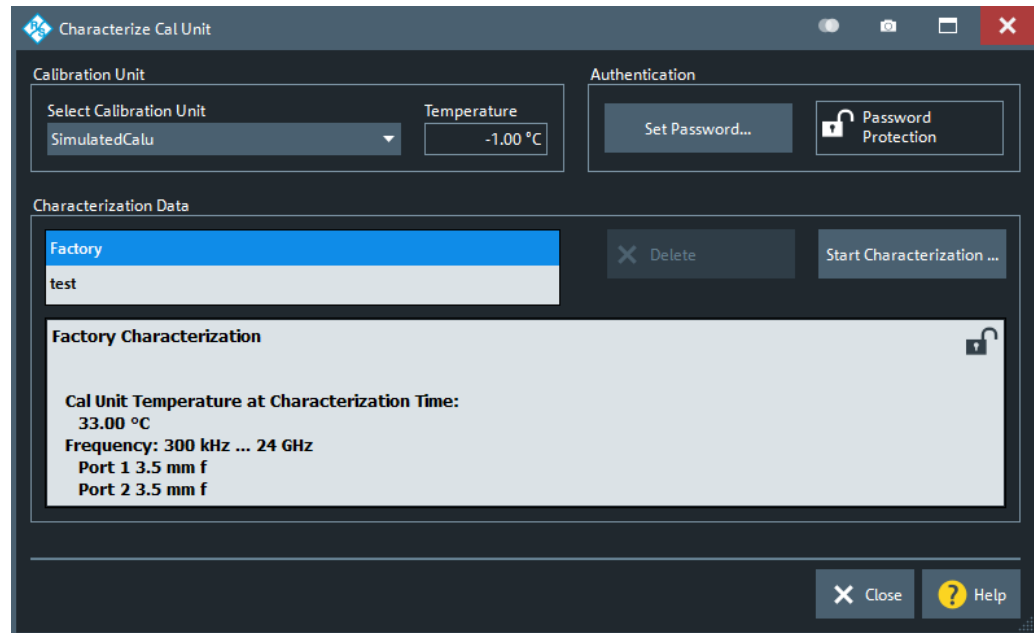 R&S Characterize Cal Unit
Calibration Unit
Authentication
Select Calibration Unit
Temperature
SimulatedCalu
-1.00 °C
Set Password...
Password
Protection
Characterization Data
Factory
test
Delete
Start Characterization ...
Factory Characterization
Cal Unit Temperature at Characterization Time:
33.00 °C
Frequency: 300 kHz ... 24 GHz
Port 1 3.5 mm f
Port 2 3.5 mm f
Close
? Help